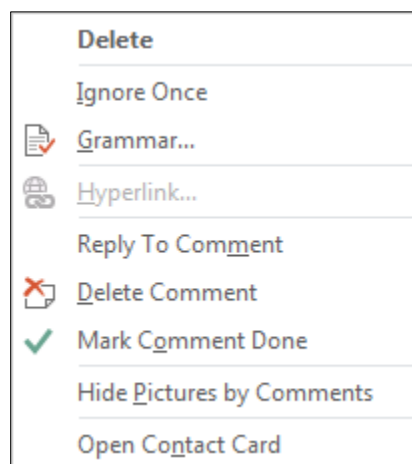 Delete
Ignore Once
Grammar...
Hyperlink...
Reply To Comment
Delete Comment
Mark Comment Done
Hide Pictures by Comments
Open Contact Card